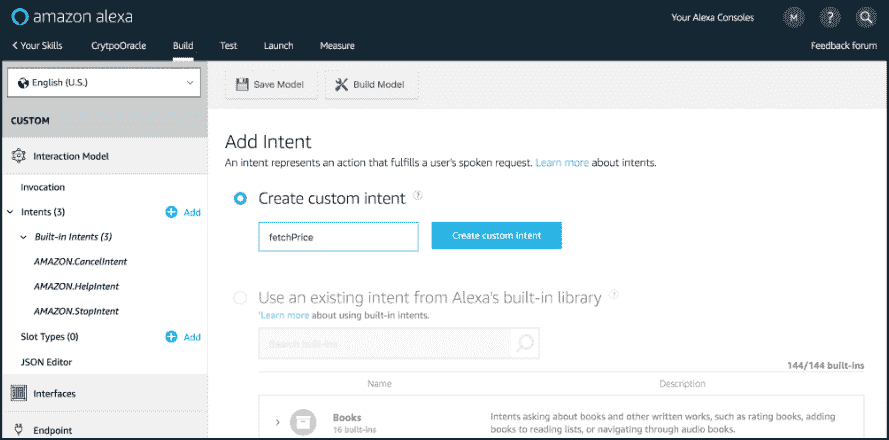 amazon alexa
Your Alexa Consoles
M
?
Your Skills
CrytpoOracle
Build
Test
Launch
Measure
Feedback forum
English (U.S.)
Save Model
Build Model
CUSTOM
Interaction Model
Invocation
Intents (3)
Add
Built-in Intents (3)
AMAZON.CancelIntent
AMAZON.HelpIntent
AMAZON.StopIntent
Slot Types (0)
Add
JSON Editor
Interfaces
Endpoint
Add Intent
An intent represents an action that fulfills a user's spoken request. Learn more about intents.
Create custom intent ?
fetchPrice
Create custom intent
Use an existing intent from Alexa's built-in library ?
'Learn more about using built-in intents.
Search built-ins
144/144 built-ins
Name
Description
Books
16 built-ins
Intents asking about books and other written works, such as rating books, adding
books to reading lists, or navigating through audio books.